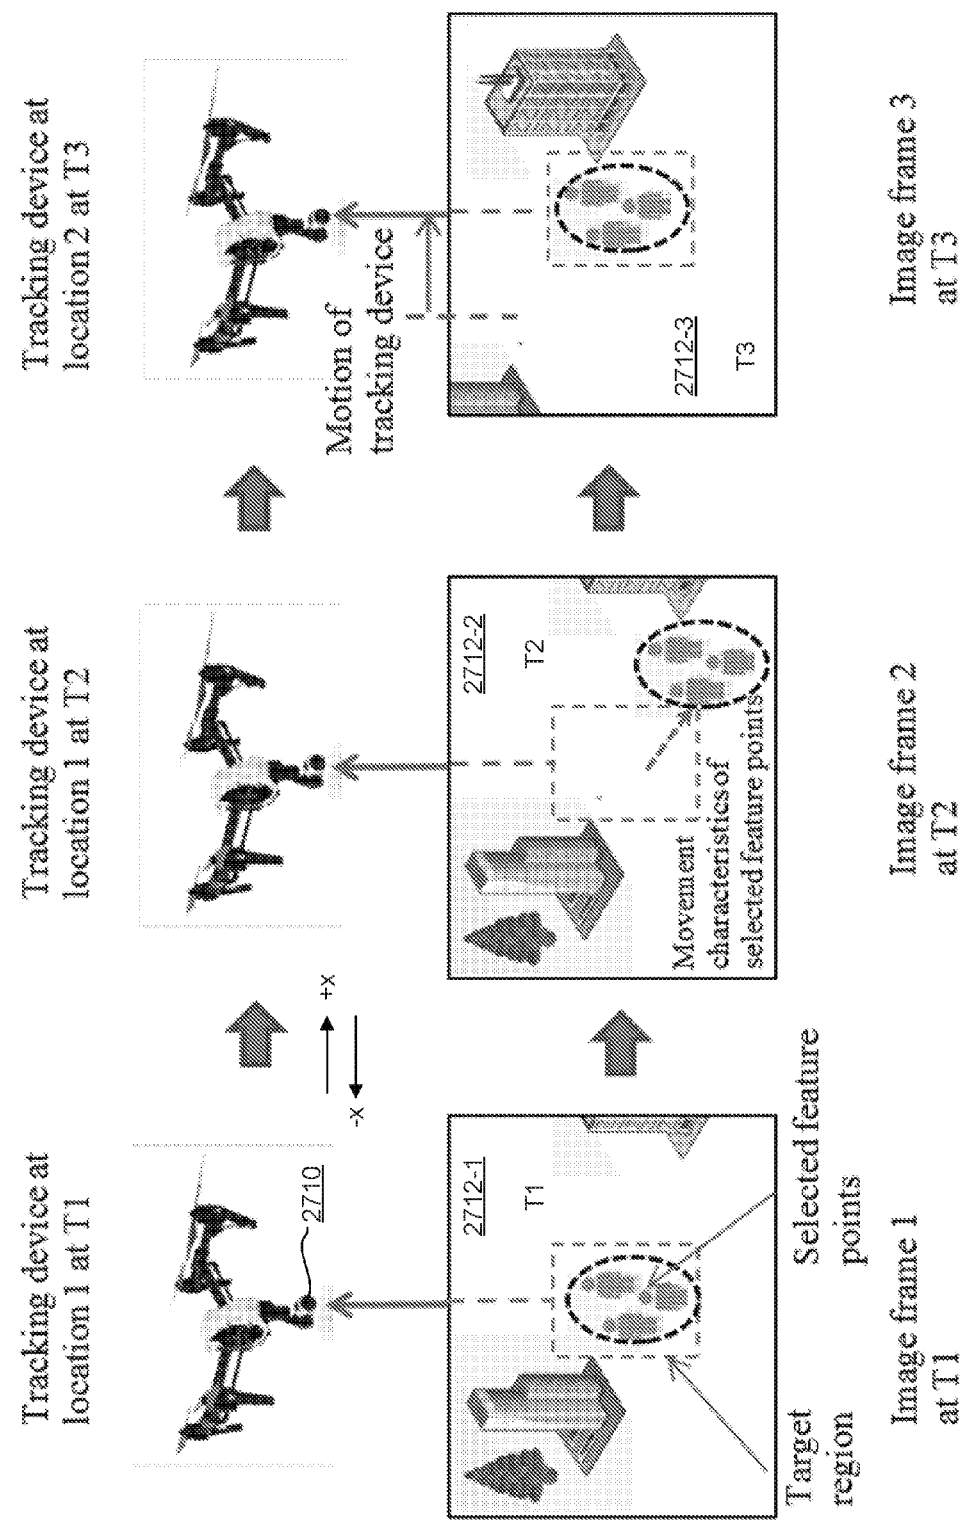 Tracking device at
location 1 at T1
Tracking device at
location 1 at T2
Tracking device at
location 2 at T3
2710
+x
-x
Motion of
tracking device
2712-1
T1
2712-2
T2
Movement
characteristics of
selected feature points
2712-3
T3
Target
region
Selected feature
points
Image frame 1
at T1
Image frame 2
at T2
Image frame 3
at T3